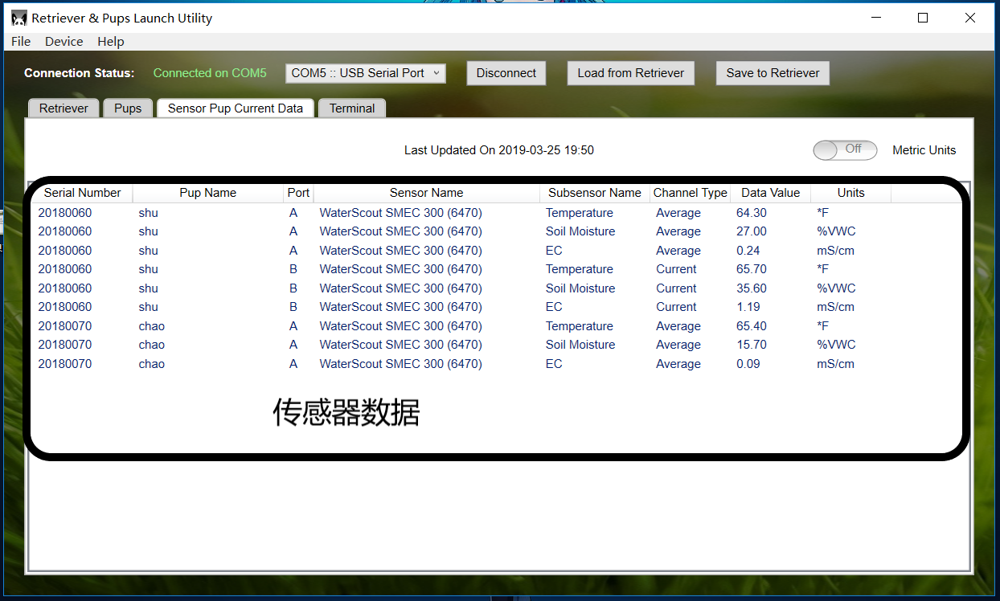 Retriever & Pups Launch Utility
File Device Help
Connection Status: Connected on COM5 COM5 :: USB Serial Port Disconnect Load from Retriever Save to Retriever
Retriever Pups Sensor Pup Current Data Terminal
Last Updated On 2019-03-25 19:50 Off Metric Units
Serial Number Pup Name Port Sensor Name Subsensor Name Channel Type Data Value Units
20180060 shu A WaterScout SMEC 300 (6470) Temperature Average 64.30 *F
20180060 shu A WaterScout SMEC 300 (6470) Soil Moisture Average 27.00 %VWC
20180060 shu A WaterScout SMEC 300 (6470) EC Average 0.24 mS/cm
20180060 shu B WaterScout SMEC 300 (6470) Temperature Current 65.70 *F
20180060 shu B WaterScout SMEC 300 (6470) Soil Moisture Current 35.60 %VWC
20180060 shu B WaterScout SMEC 300 (6470) EC Current 1.19 mS/cm
20180070 chao A WaterScout SMEC 300 (6470) Temperature Average 65.40 *F
20180070 chao A WaterScout SMEC 300 (6470) Soil Moisture Average 15.70 %VWC
20180070 chao A WaterScout SMEC 300 (6470) EC Average 0.09 mS/cm
传感器数据